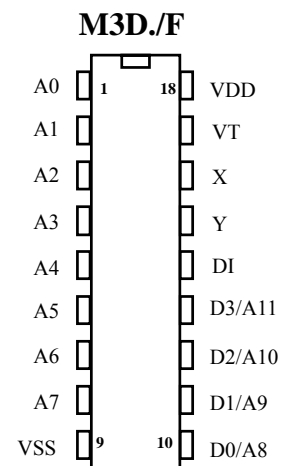 M3D./F
A0 1 18 VDD
A1 VT
A2 X
A3 Y
A4 DI
A5 D3/A11
A6 D2/A10
A7 D1/A9
VSS 9 10 D0/A8